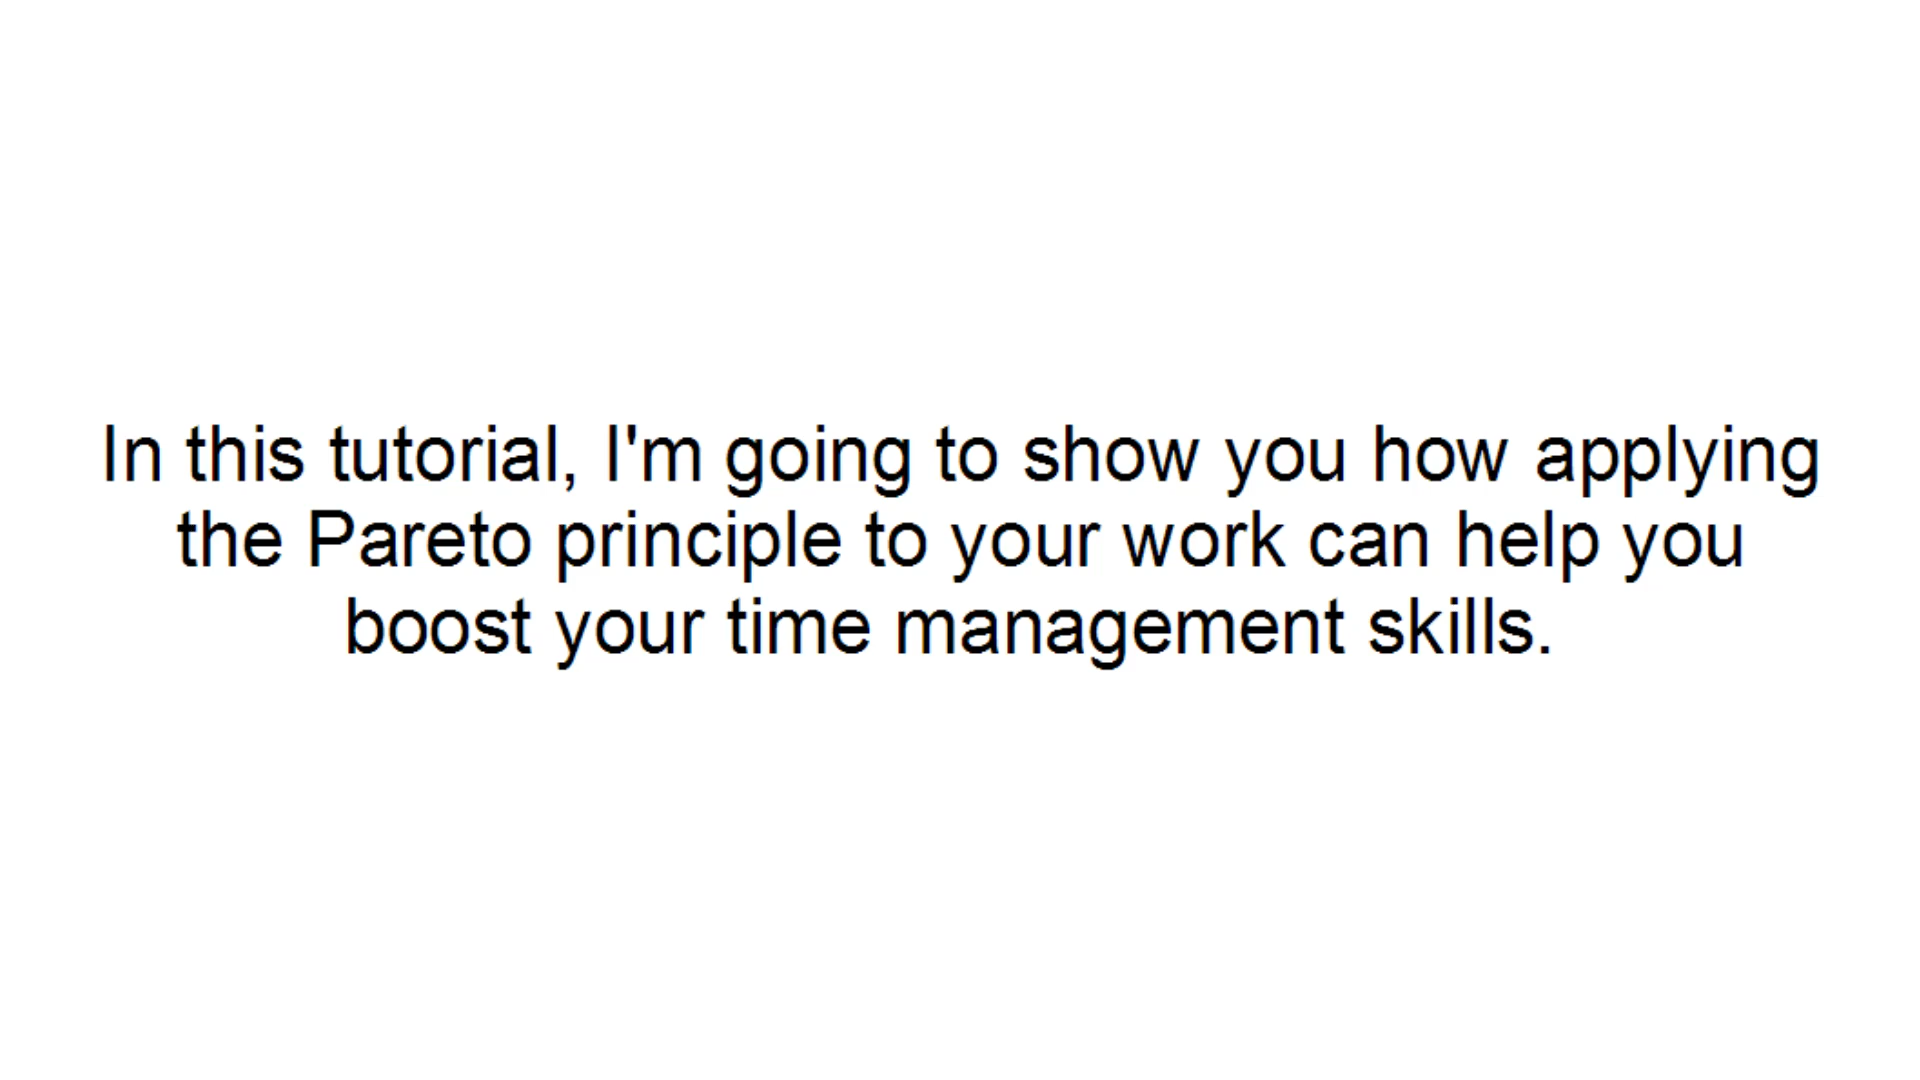 In this tutorial, I'm going to show you how applying
the Pareto principle to your work can help you
boost your time management skills.